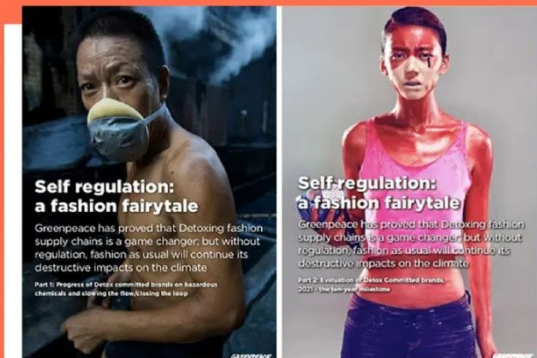 Self regulation:
a fashion fairytale
Greenpeace has proved that Detoxing fashion
supply chains is a game changer; but without
regulation, fashion as usual will continue its
destructive impacts on the climate
Part 1: Progress of Detox committed brands on hazardous
chemicals and slowing the flow/closing the loop
GREENPEACE
Self regulation:
a fashion fairytale
Greenpeace has proved that Detoxing fashion
supply chains is a game changer; but without
regulation, fashion as usual will continue its
destructive impacts on the climate
Part 2: Evaluation of Detox Committed brands,
2021 - the ten-year milestone
GREENPEACE